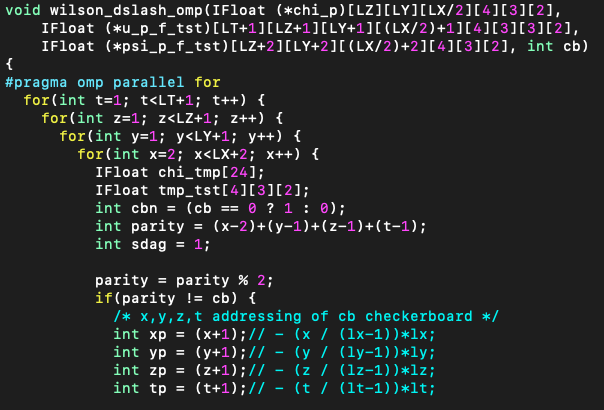 void wilson_dslash_omp(IFloat (*chi_p)[LZ][LY][LX/2][4][3][2],
    IFloat (*u_p_f_tst)[LT+1][LZ+1][LY+1][(LX/2)+1][4][3][3][2],
    IFloat (*psi_p_f_tst)[LZ+2][LY+2][(LX/2)+2][4][3][2], int cb)
{
#pragma omp parallel for
  for(int t=1; t<LT+1; t++) {
    for(int z=1; z<LZ+1; z++) {
      for(int y=1; y<LY+1; y++) {
        for(int x=2; x<LX+2; x++) {
          IFloat chi_tmp[24];
          IFloat tmp_tst[4][3][2];
          int cbn = (cb == 0 ? 1 : 0);
          int parity = (x-2)+(y-1)+(z-1)+(t-1);
          int sdag = 1;

          parity = parity % 2;
          if(parity != cb) {
            /* x,y,z,t addressing of cb checkerboard */
            int xp = (x+1);// - (x / (lx-1))*lx;
            int yp = (y+1);// - (y / (ly-1))*ly;
            int zp = (z+1);// - (z / (lz-1))*lz;
            int tp = (t+1);// - (t / (lt-1))*lt;